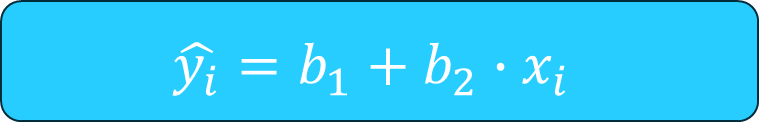 ŷᵢ = b₁ + b₂ · xᵢ